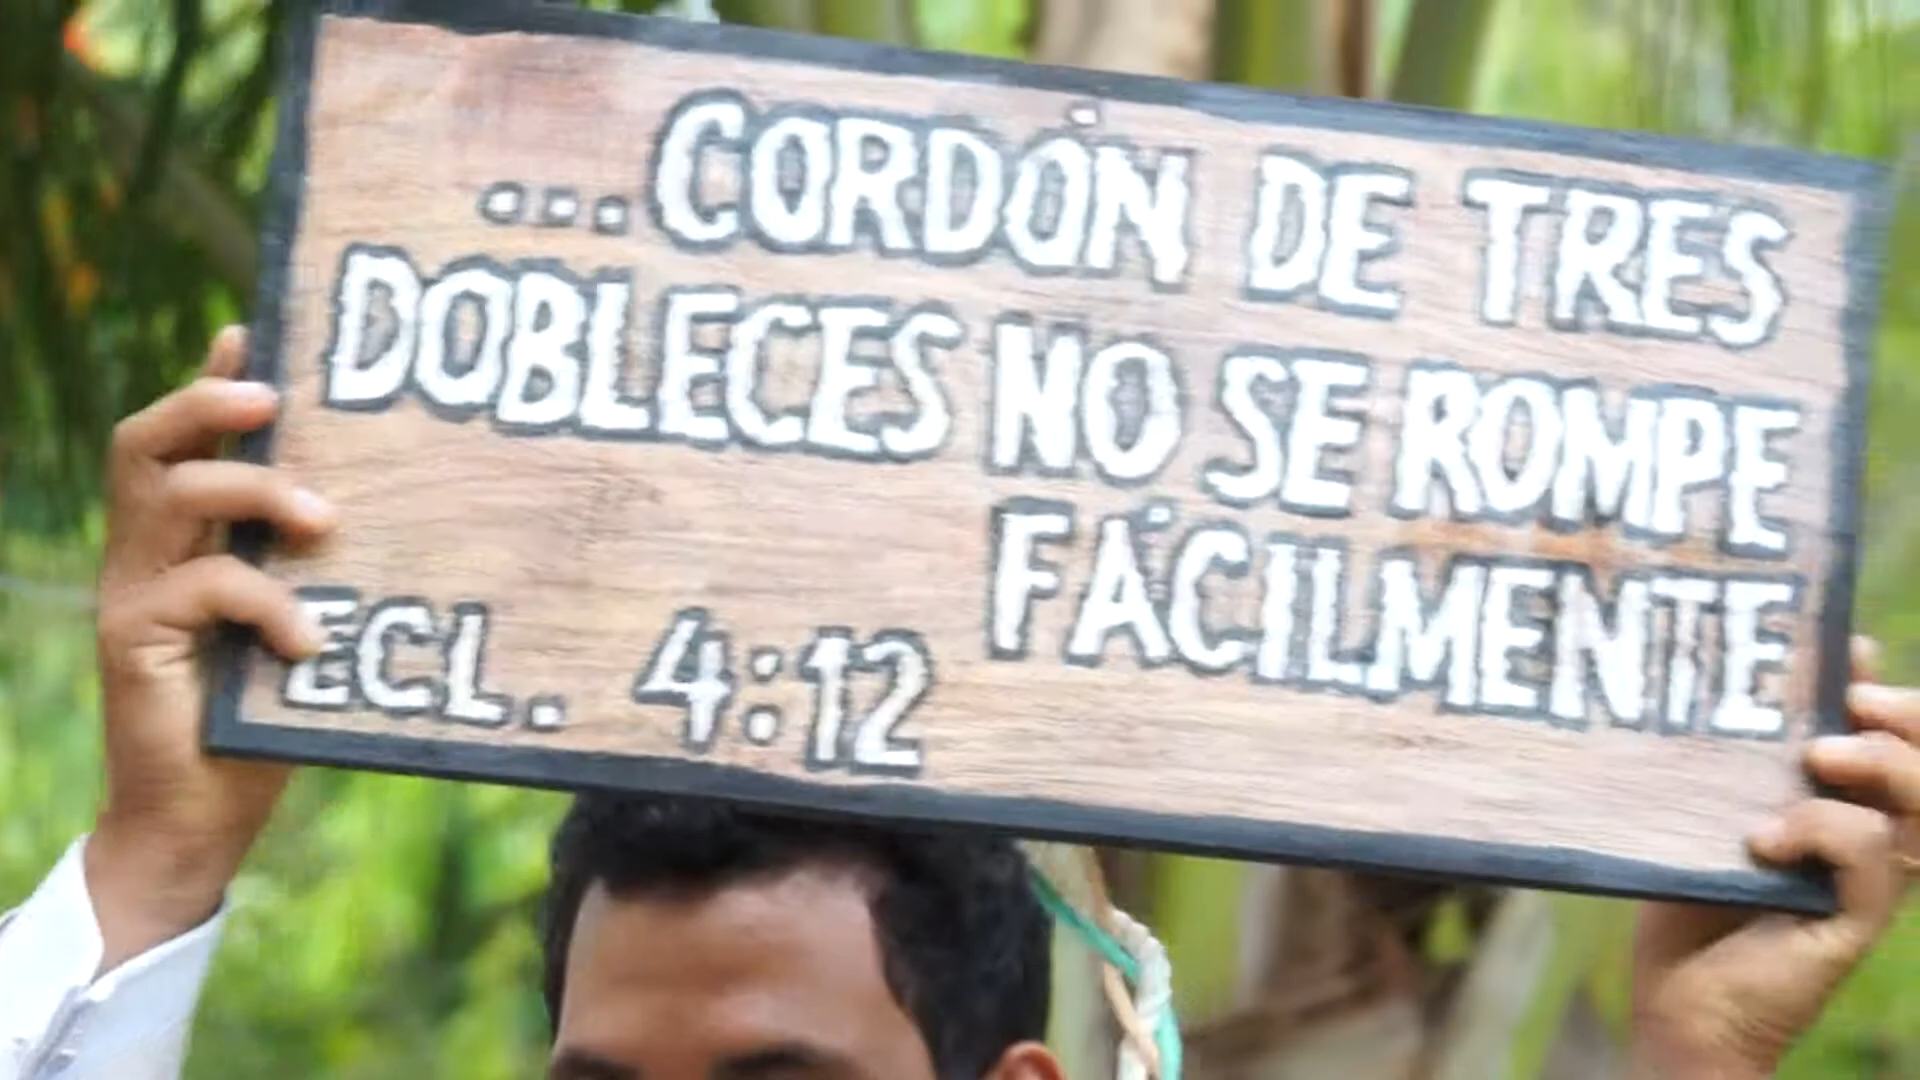 ...CORDÓN DE TRES
DOBLECES NO SE ROMPE
FÁCILMENTE
ECL. 4:12